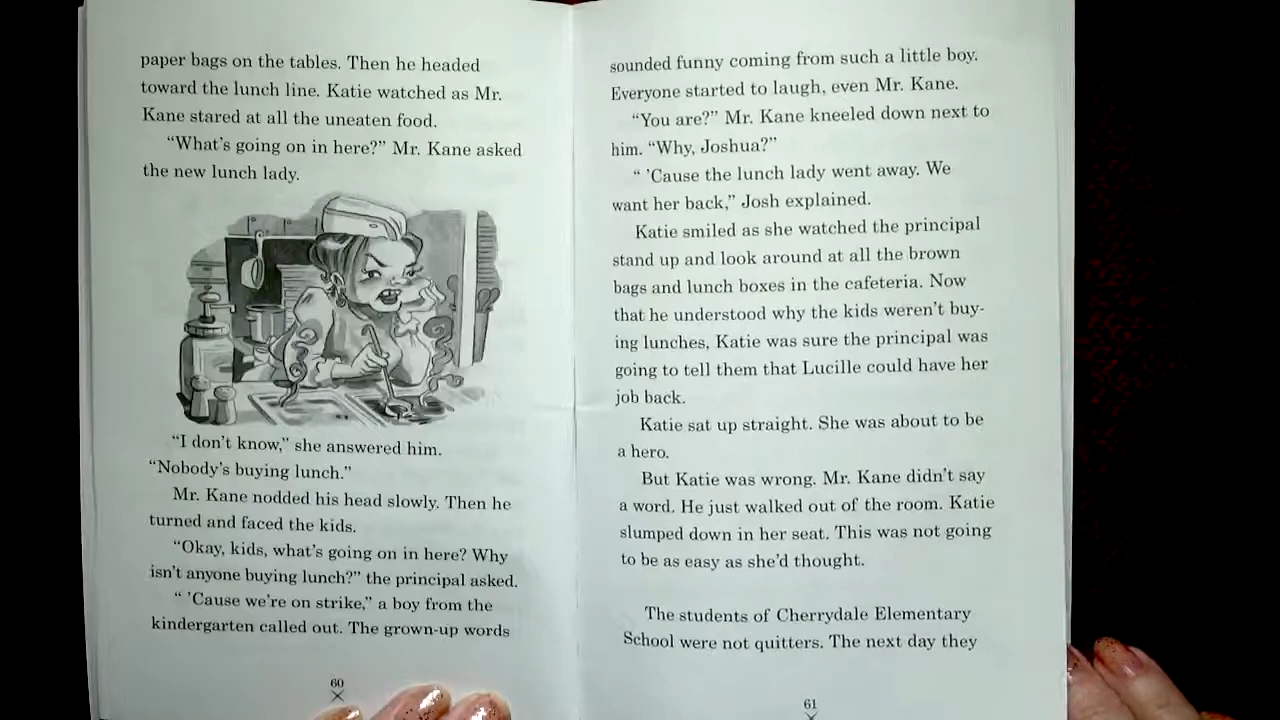 paper bags on the tables. Then he headed
toward the lunch line. Katie watched as Mr.
Kane stared at all the uneaten food.
“What’s going on in here?” Mr. Kane asked
the new lunch lady.
“I don’t know,” she answered him.
“Nobody’s buying lunch.”
Mr. Kane nodded his head slowly. Then he
turned and faced the kids.
“Okay, kids, what’s going on in here? Why
isn’t anyone buying lunch?” the principal asked.
“ ’Cause we’re on strike,” a boy from the
kindergarten called out. The grown-up words
60
sounded funny coming from such a little boy.
Everyone started to laugh, even Mr. Kane.
“You are?” Mr. Kane kneeled down next to
him. “Why, Joshua?”
“ ’Cause the lunch lady went away. We
want her back,” Josh explained.
Katie smiled as she watched the principal
stand up and look around at all the brown
bags and lunch boxes in the cafeteria. Now
that he understood why the kids weren’t buy-
ing lunches, Katie was sure the principal was
going to tell them that Lucille could have her
job back.
Katie sat up straight. She was about to be
a hero.
But Katie was wrong. Mr. Kane didn’t say
a word. He just walked out of the room. Katie
slumped down in her seat. This was not going
to be as easy as she’d thought.
The students of Cherrydale Elementary
School were not quitters. The next day they
61